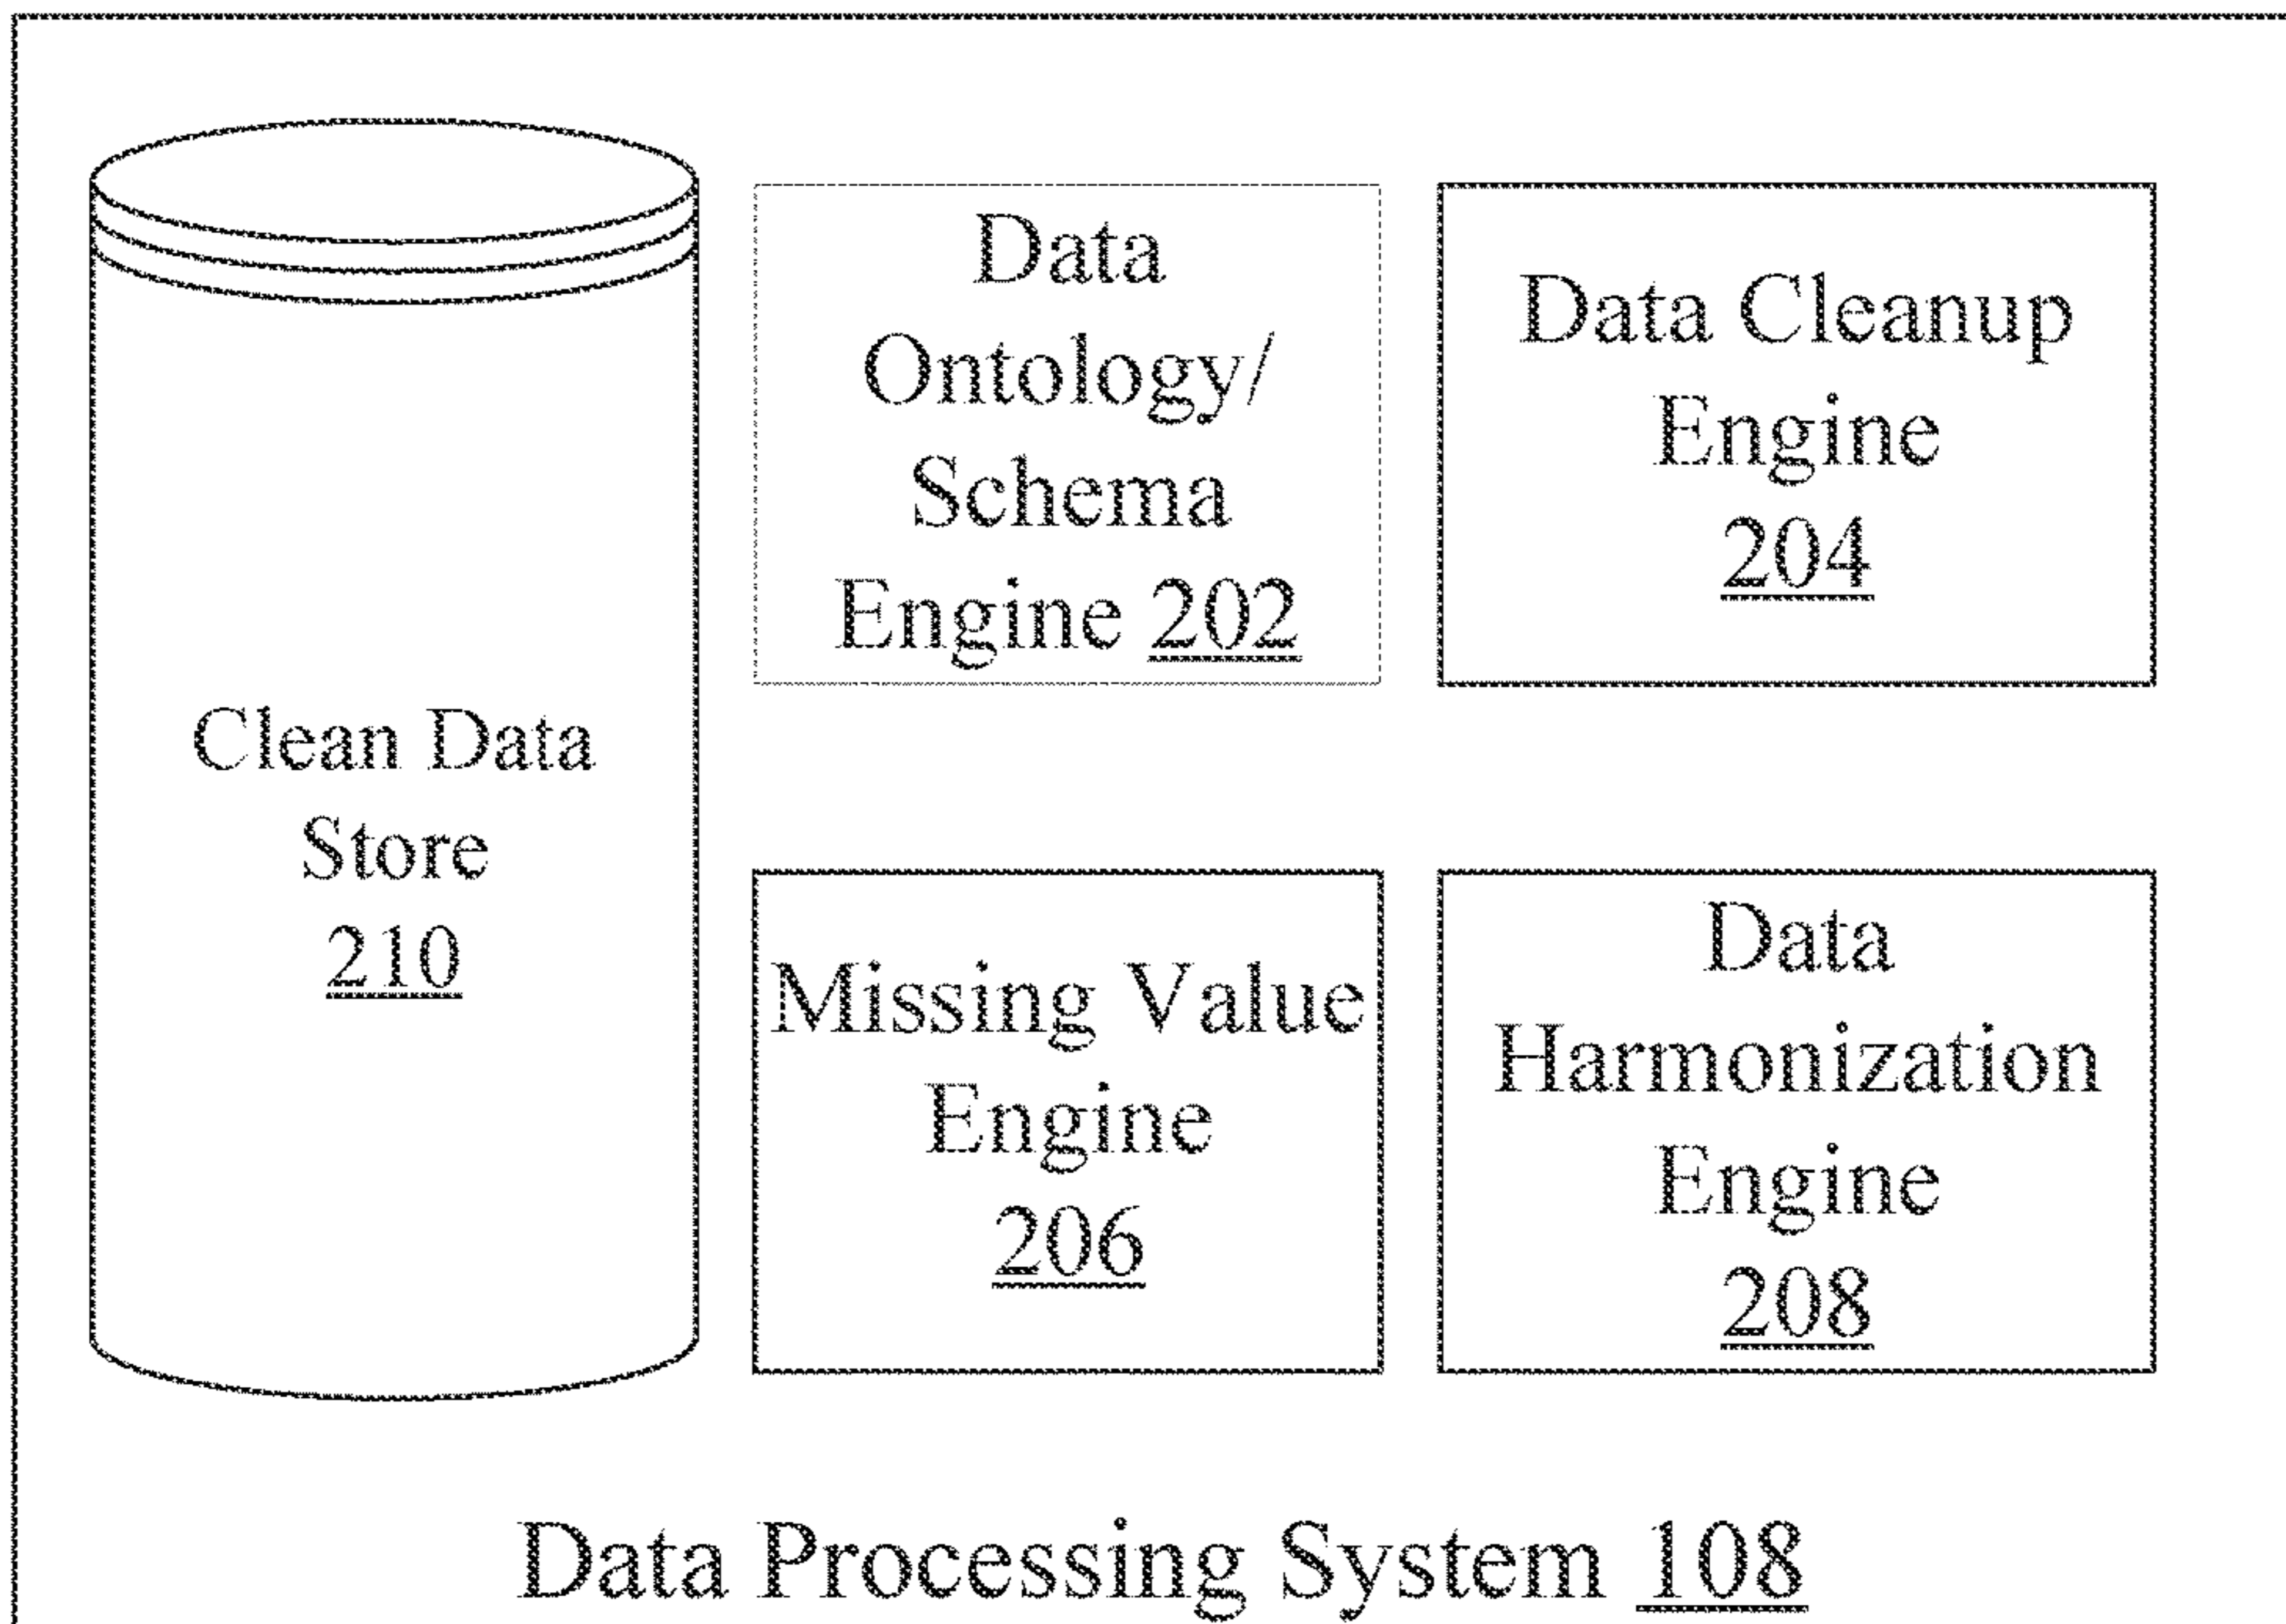 Clean Data
Store
210
Data
Ontology/
Schema
Engine 202
Data Cleanup
Engine
204
Missing Value
Engine
206
Data
Harmonization
Engine
208
Data Processing System 108